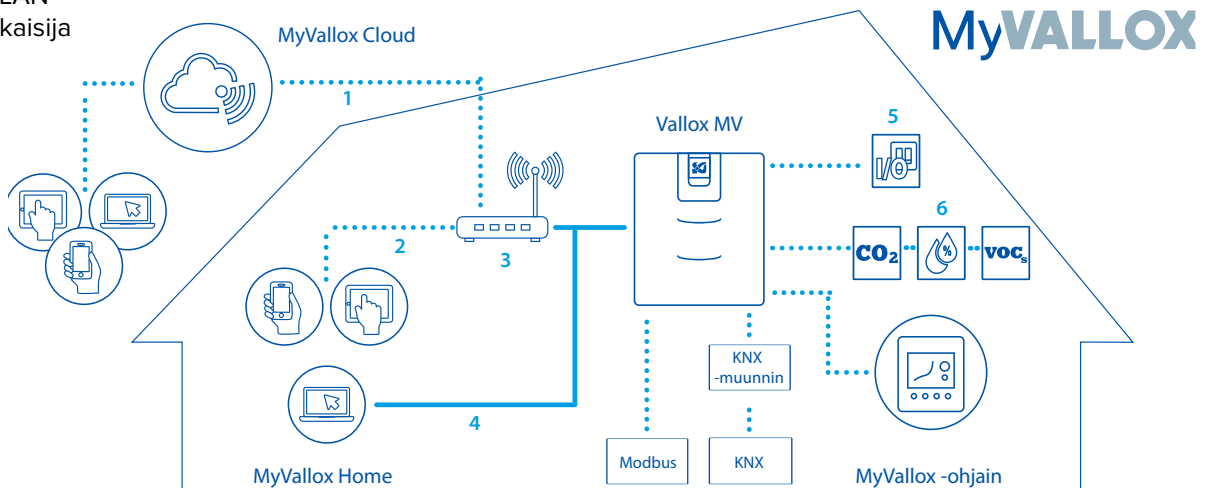 LAN
kaisija
MyVALLOX
MyVallox Cloud
1
Vallox MV
5
I/O
6
2
3
CO₂
%
VOCs
KNX
-muunnin
4
Modbus
KNX
MyVallox Home
MyVallox -ohjain